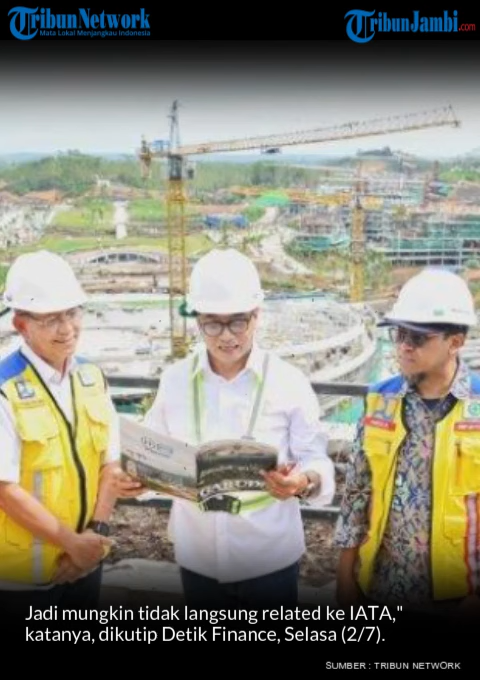 TribunNetwork
Mata Lokal Menjangkau Indonesia
TribunJambi.com
Jadi mungkin tidak langsung related ke IATA,"
katanya, dikutip Detik Finance, Selasa (2/7).
SUMBER : TRIBUN NETWORK